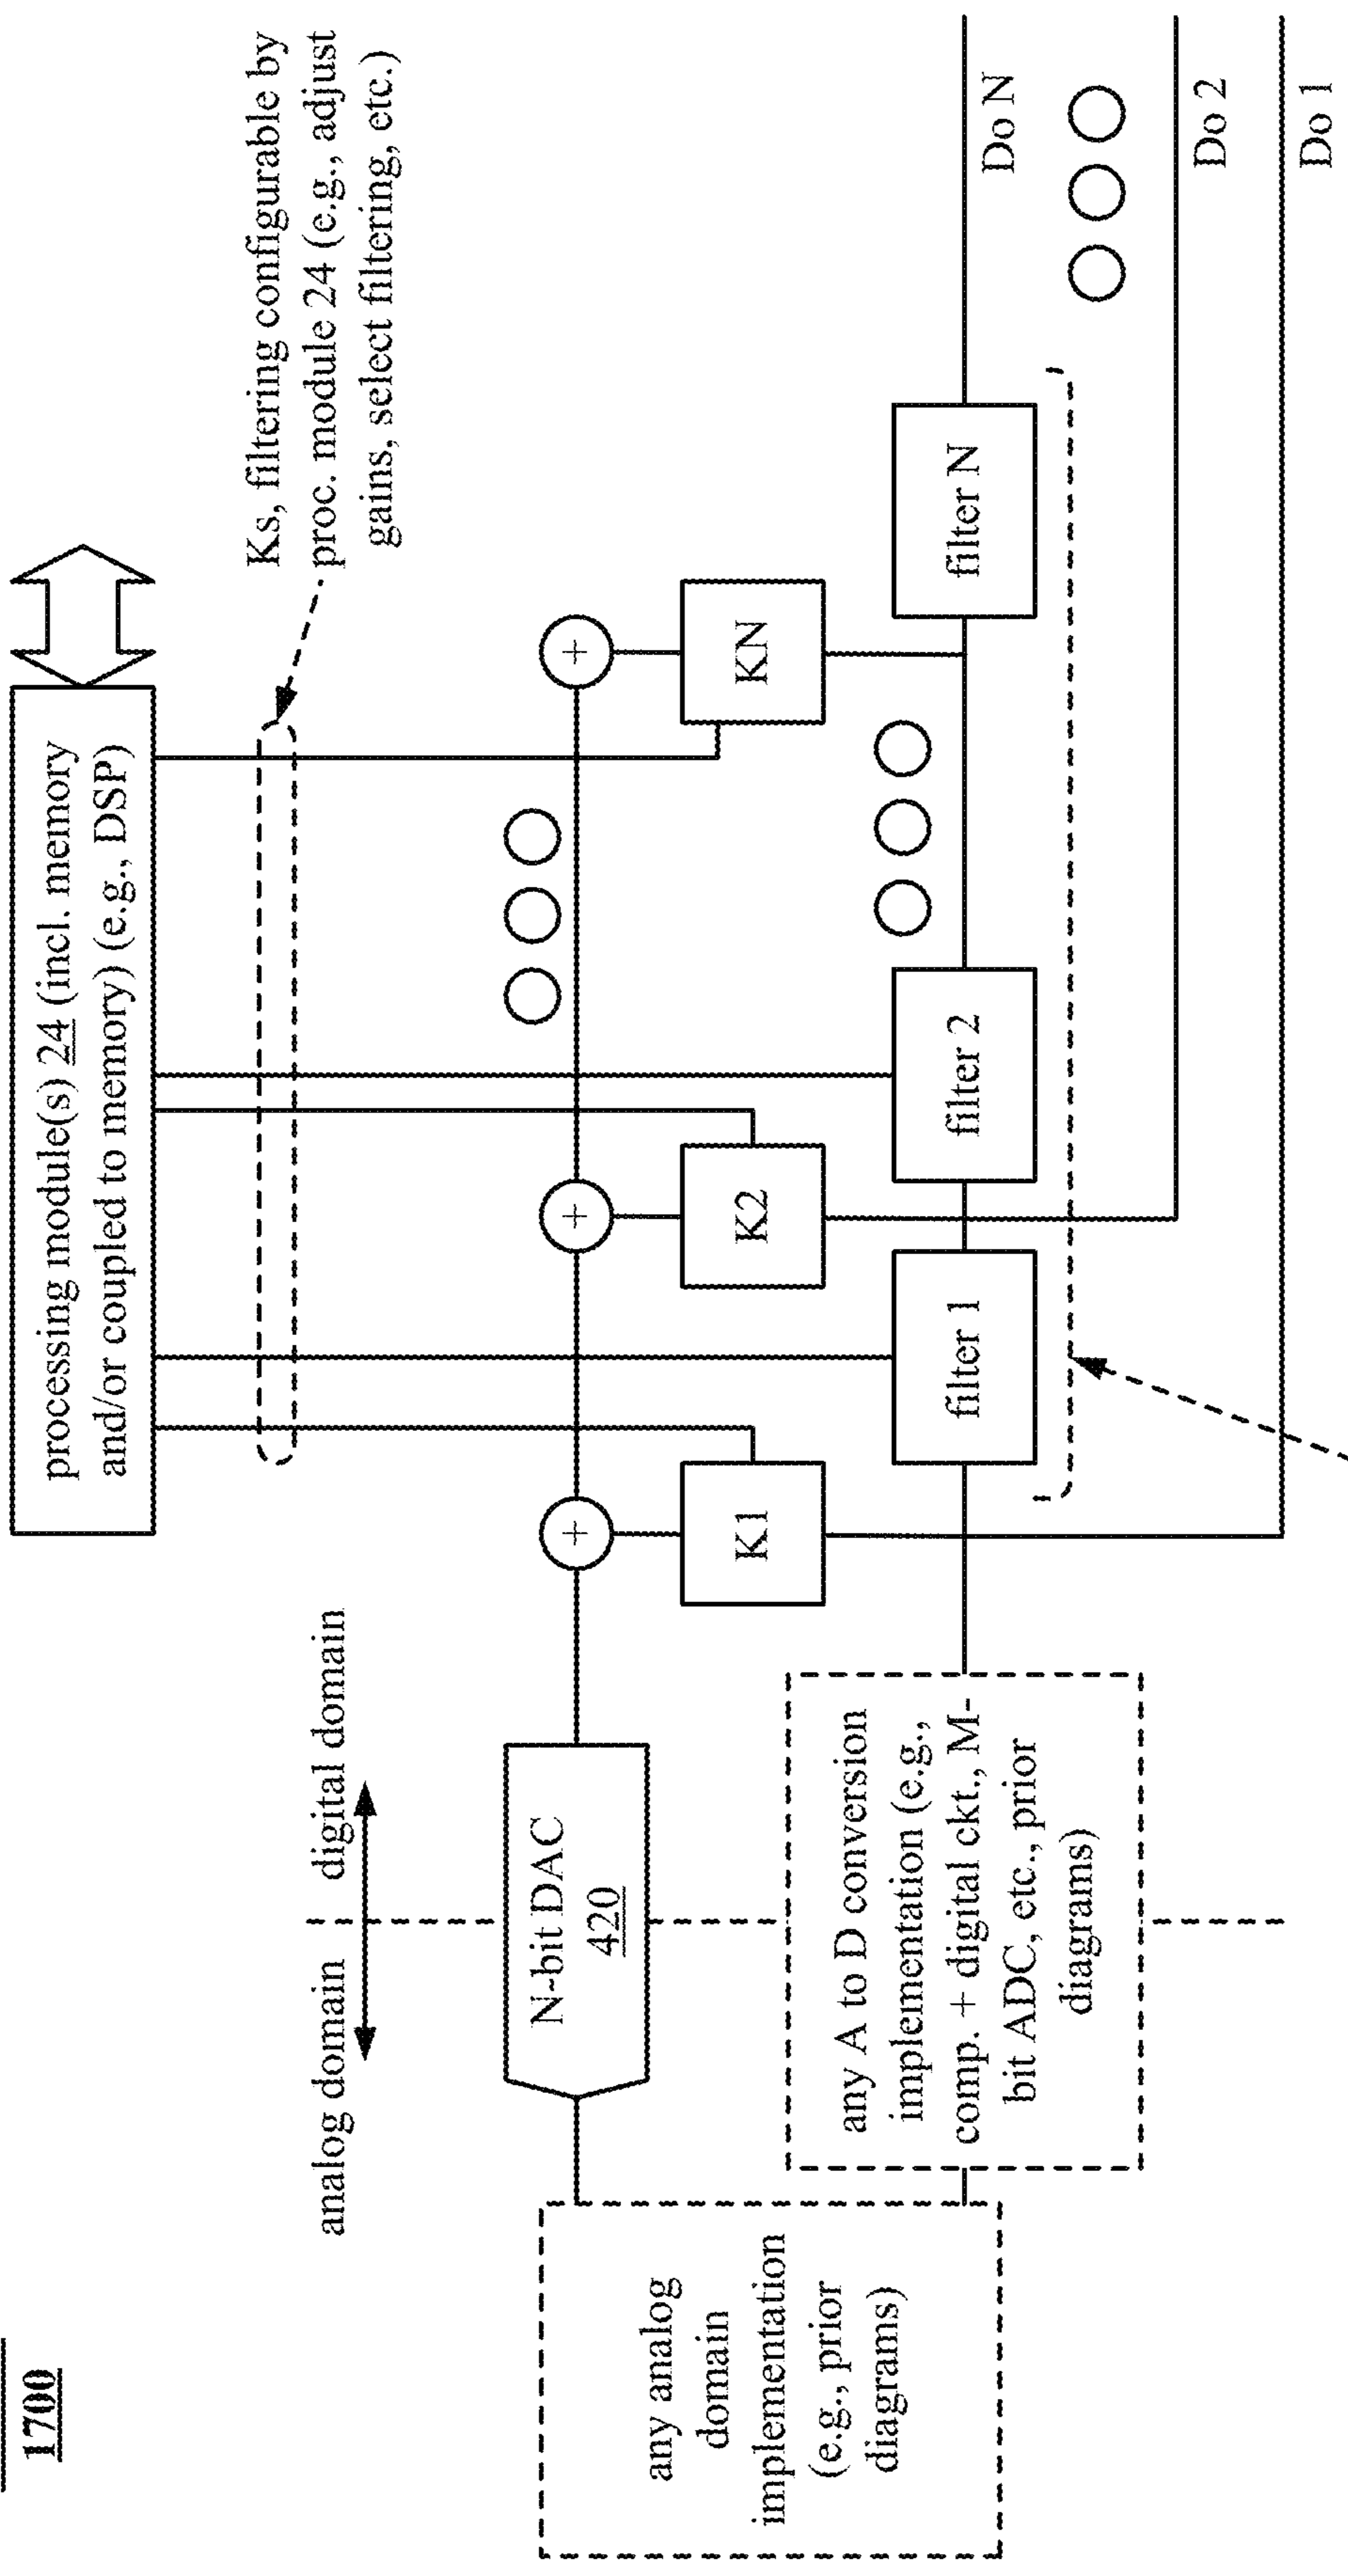 1700
processing module(s) 24 (incl. memory
and/or coupled to memory) (e.g., DSP)
Ks, filtering configurable by
proc. module 24 (e.g., adjust
gains, select filtering, etc.)
analog domain
digital domain
N-bit DAC
420
+
+
+
K1
K2
KN
any analog
domain
implementation
(e.g., prior
diagrams)
any A to D conversion
implementation (e.g.,
comp. + digital ckt., M-
bit ADC, etc., prior
diagrams)
filter 1
filter 2
filter N
Do N
Do 2
Do 1